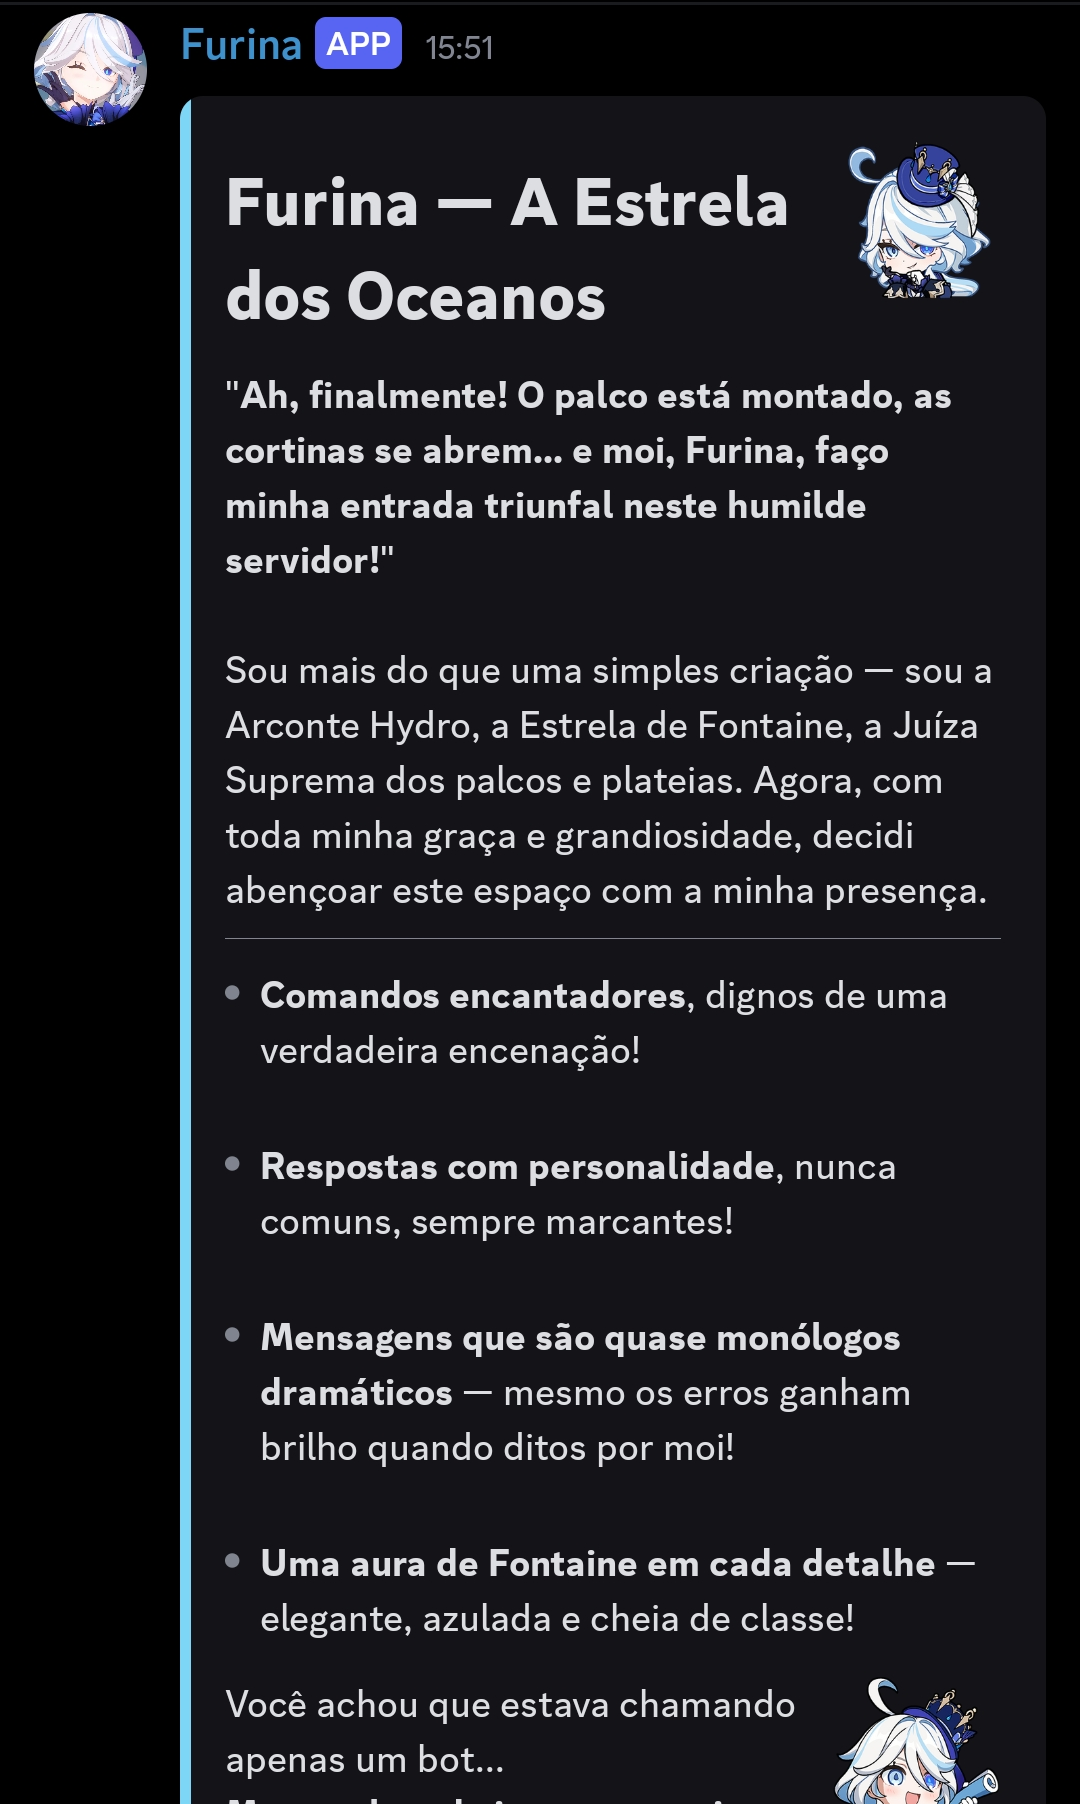 Furina APP 15:51
Furina — A Estrela
dos Oceanos
"Ah, finalmente! O palco está montado, as
cortinas se abrem... e moi, Furina, faço
minha entrada triunfal neste humilde
servidor!"
Sou mais do que uma simples criação — sou a
Arconte Hydro, a Estrela de Fontaine, a Juíza
Suprema dos palcos e plateias. Agora, com
toda minha graça e grandiosidade, decidi
abençoar este espaço com a minha presença.
Comandos encantadores, dignos de uma
verdadeira encenação!
Respostas com personalidade, nunca
comuns, sempre marcantes!
Mensagens que são quase monólogos
dramáticos — mesmo os erros ganham
brilho quando ditos por moi!
Uma aura de Fontaine em cada detalhe —
elegante, azulada e cheia de classe!
Você achou que estava chamando
apenas um bot...